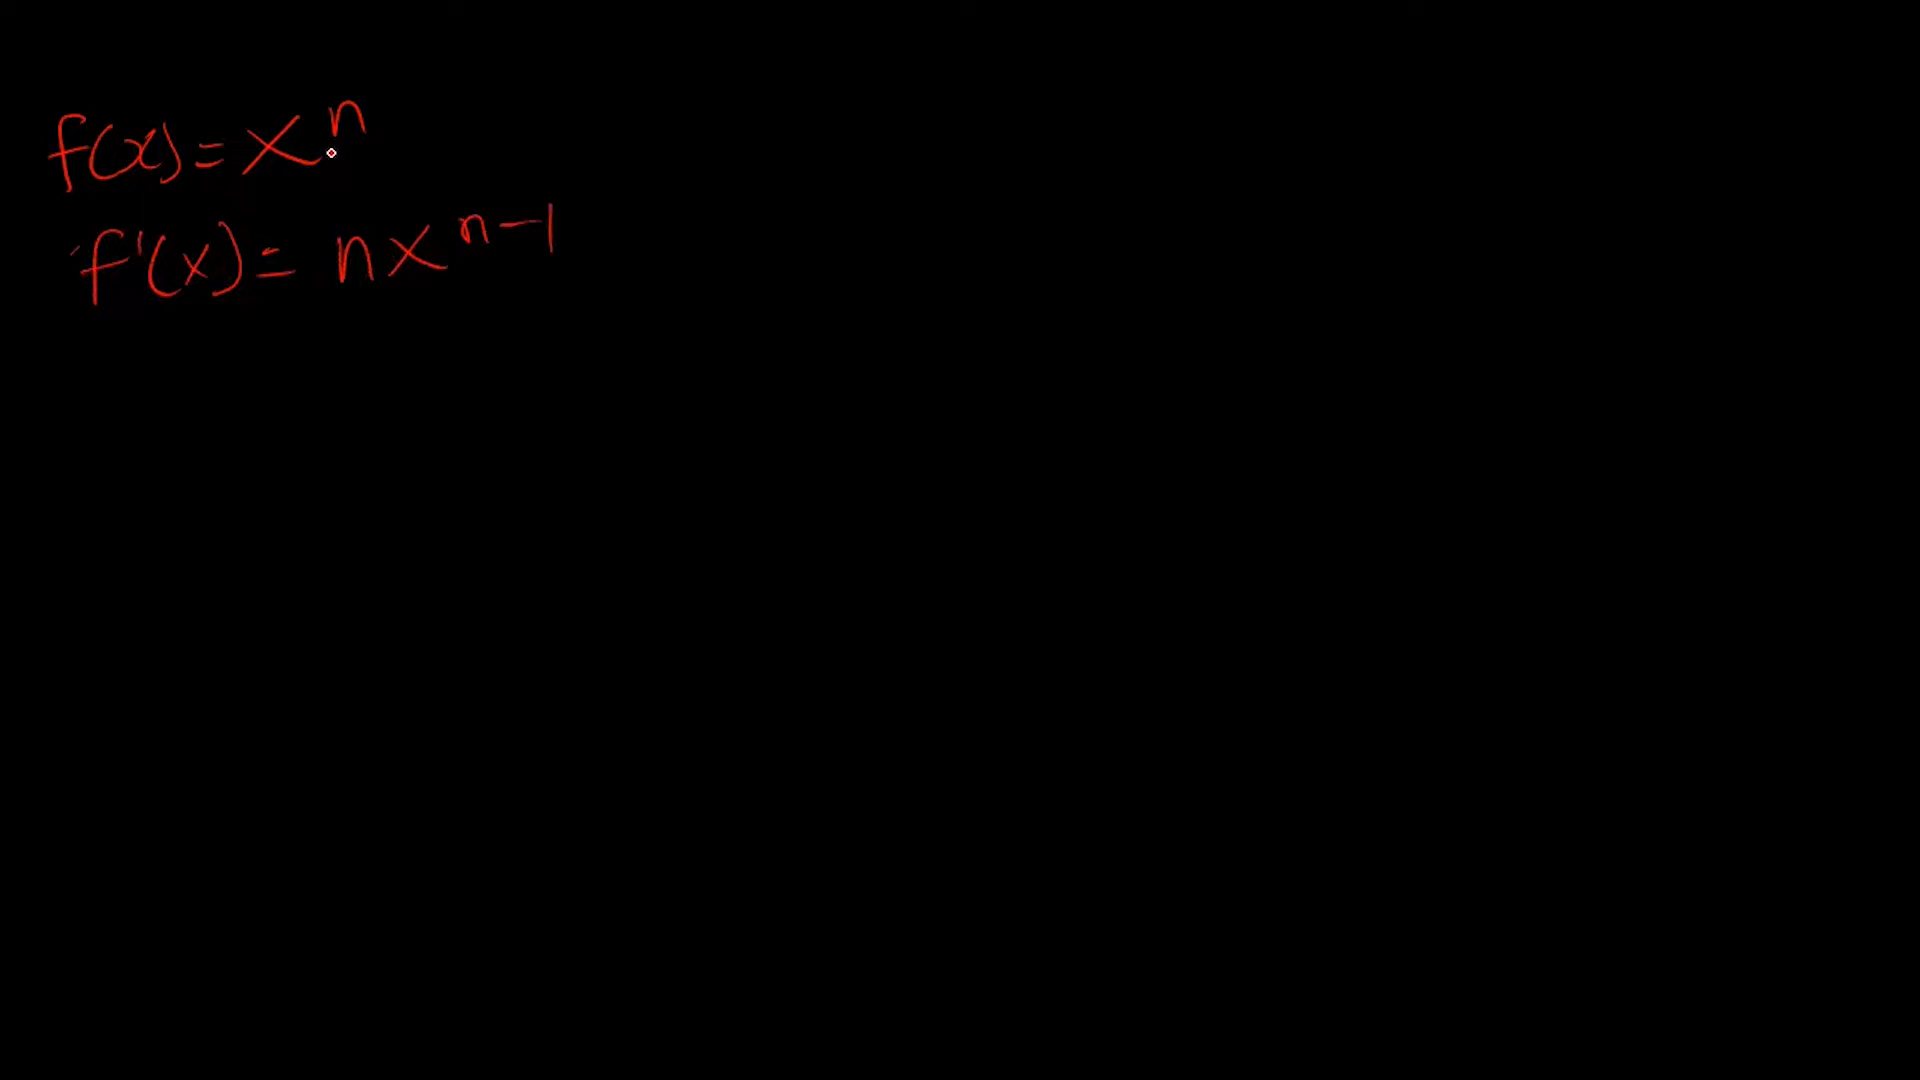 f(x) = x^n
f'(x) = nx^{n-1}